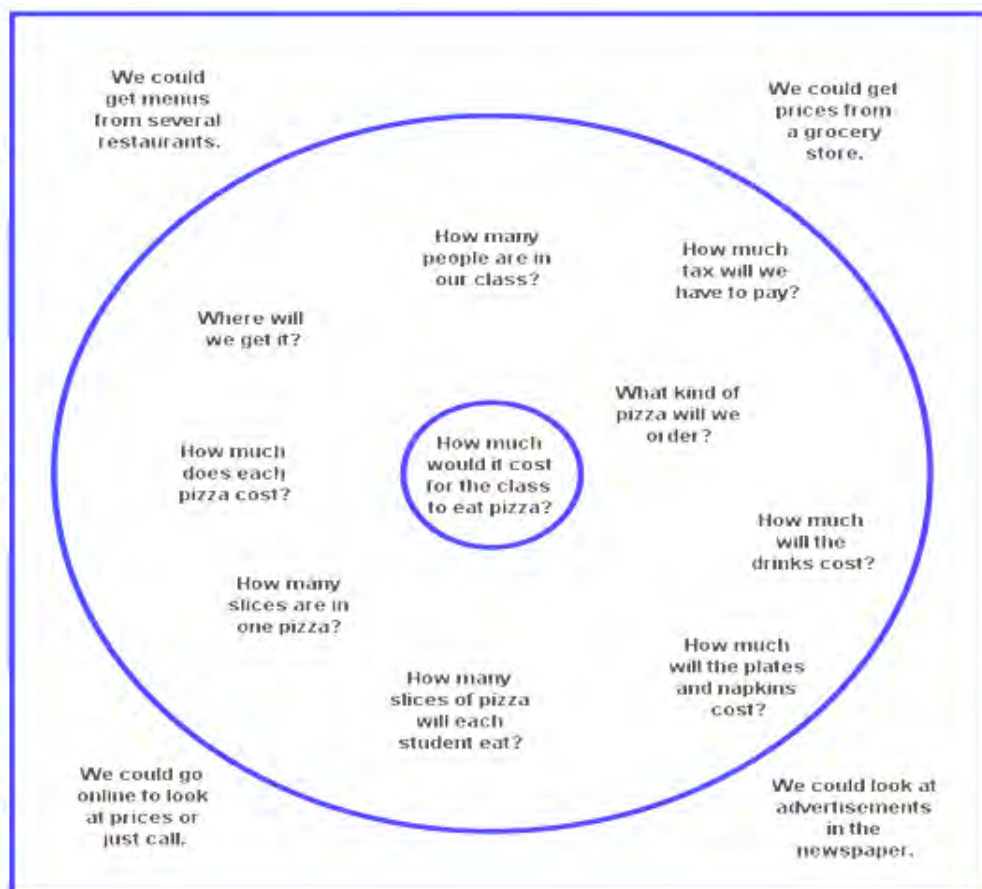 We could
get menus
from several
restaurants.
We could get
prices from
a grocery
store.
How many
people are in
our class?
How much
tax will we
have to pay?
Where will
we get it?
What kind of
pizza will we
order?
How much
does each
pizza cost?
How much
would it cost
for the class
to eat pizza?
How much
will the
drinks cost?
How many
slices are in
one pizza?
How much
will the plates
and napkins
cost?
How many
slices of pizza
will each
student eat?
We could go
online to look
at prices or
just call.
We could look at
advertisements
in the
newspaper.